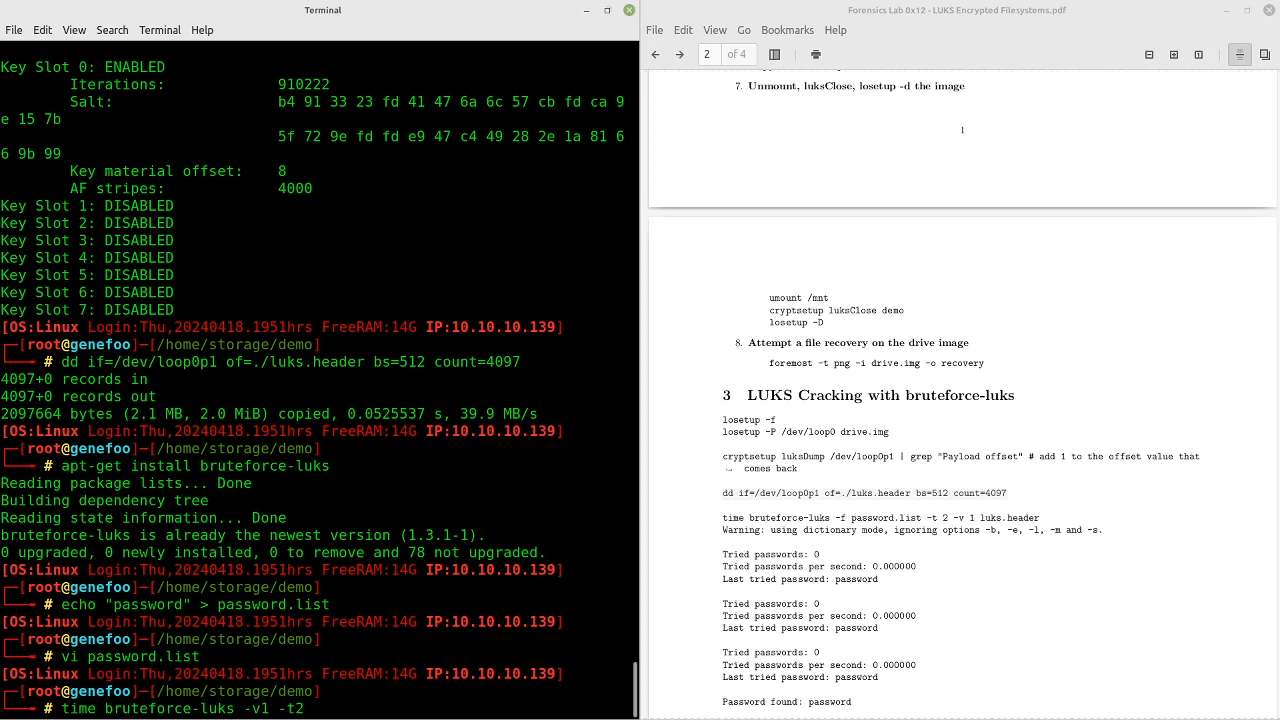 Terminal
File Edit View Search Terminal Help
Key Slot 0: ENABLED
Iterations: 910222
Salt: b4 91 33 23 fd 41 47 6a 6c 57 cb fd ca 9
e 15 7b
5f 72 9e fd fd e9 47 c4 49 28 2e 1a 81 6
6 9b 99
Key material offset: 8
AF stripes: 4000
Key Slot 1: DISABLED
Key Slot 2: DISABLED
Key Slot 3: DISABLED
Key Slot 4: DISABLED
Key Slot 5: DISABLED
Key Slot 6: DISABLED
Key Slot 7: DISABLED
[OS:Linux Login:Thu,20240418.1951hrs FreeRAM:14G IP:10.10.10.139]
[root@genefoo]-[/home/storage/demo]
# dd if=/dev/loop0p1 of=./luks.header bs=512 count=4097
4097+0 records in
4097+0 records out
2097664 bytes (2.1 MB, 2.0 MiB) copied, 0.0525537 s, 39.9 MB/s
[OS:Linux Login:Thu,20240418.1951hrs FreeRAM:14G IP:10.10.10.139]
[root@genefoo]-[/home/storage/demo]
# apt-get install bruteforce-luks
Reading package lists... Done
Building dependency tree
Reading state information... Done
bruteforce-luks is already the newest version (1.3.1-1).
0 upgraded, 0 newly installed, 0 to remove and 78 not upgraded.
[OS:Linux Login:Thu,20240418.1951hrs FreeRAM:14G IP:10.10.10.139]
[root@genefoo]-[/home/storage/demo]
# echo "password" > password.list
[OS:Linux Login:Thu,20240418.1951hrs FreeRAM:14G IP:10.10.10.139]
[root@genefoo]-[/home/storage/demo]
# vi password.list
[OS:Linux Login:Thu,20240418.1951hrs FreeRAM:14G IP:10.10.10.139]
[root@genefoo]-[/home/storage/demo]
# time bruteforce-luks -v1 -t2
Forensics Lab 0x12 - LUKS Encrypted Filesystems.pdf
File Edit View Go Bookmarks Help
2 of 4
7. Unmount, luksClose, losetup -d the image
1
umount /mnt
cryptsetup luksClose demo
losetup -D
8. Attempt a file recovery on the drive image
foremost -t png -i drive.img -o recovery
3 LUKS Cracking with bruteforce-luks
losetup -f
losetup -P /dev/loop0 drive.img
cryptsetup luksDump /dev/loop0p1 | grep "Payload offset" # add 1 to the offset value that
comes back
dd if=/dev/loop0p1 of=./luks.header bs=512 count=4097
time bruteforce-luks -f password.list -t 2 -v 1 luks.header
Warning: using dictionary mode, ignoring options -b, -e, -l, -m and -s.
Tried passwords: 0
Tried passwords per second: 0.000000
Last tried password: password
Tried passwords: 0
Tried passwords per second: 0.000000
Last tried password: password
Tried passwords: 0
Tried passwords per second: 0.000000
Last tried password: password
Password found: password